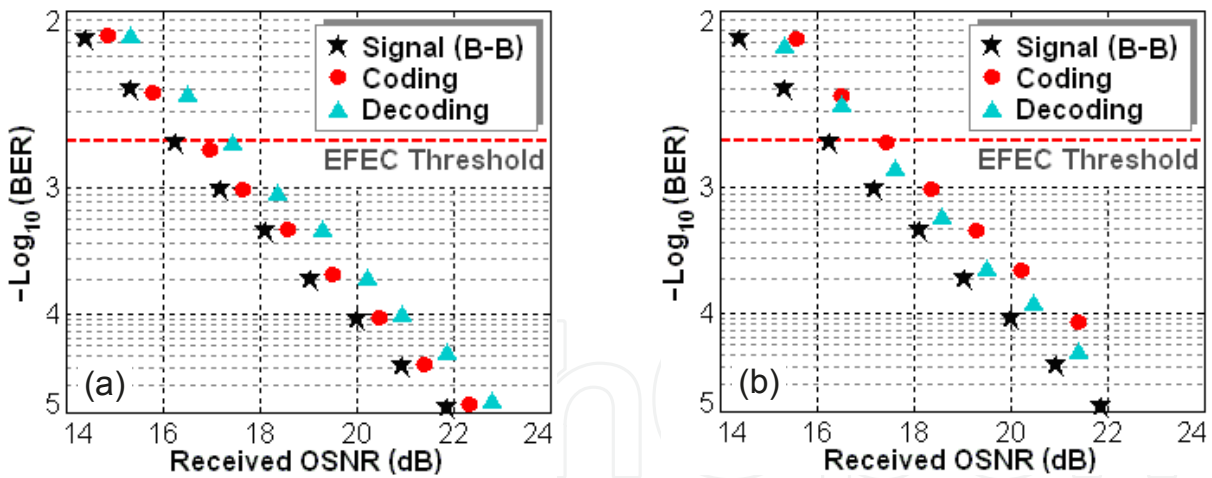 2
3
4
5
−Log₁₀ (BER)
Signal (B-B)
Coding
Decoding
EFEC Threshold
(a)
14 16 18 20 22 24
Received OSNR (dB)
2
3
4
5
−Log₁₀ (BER)
Signal (B-B)
Coding
Decoding
EFEC Threshold
(b)
14 16 18 20 22 24
Received OSNR (dB)